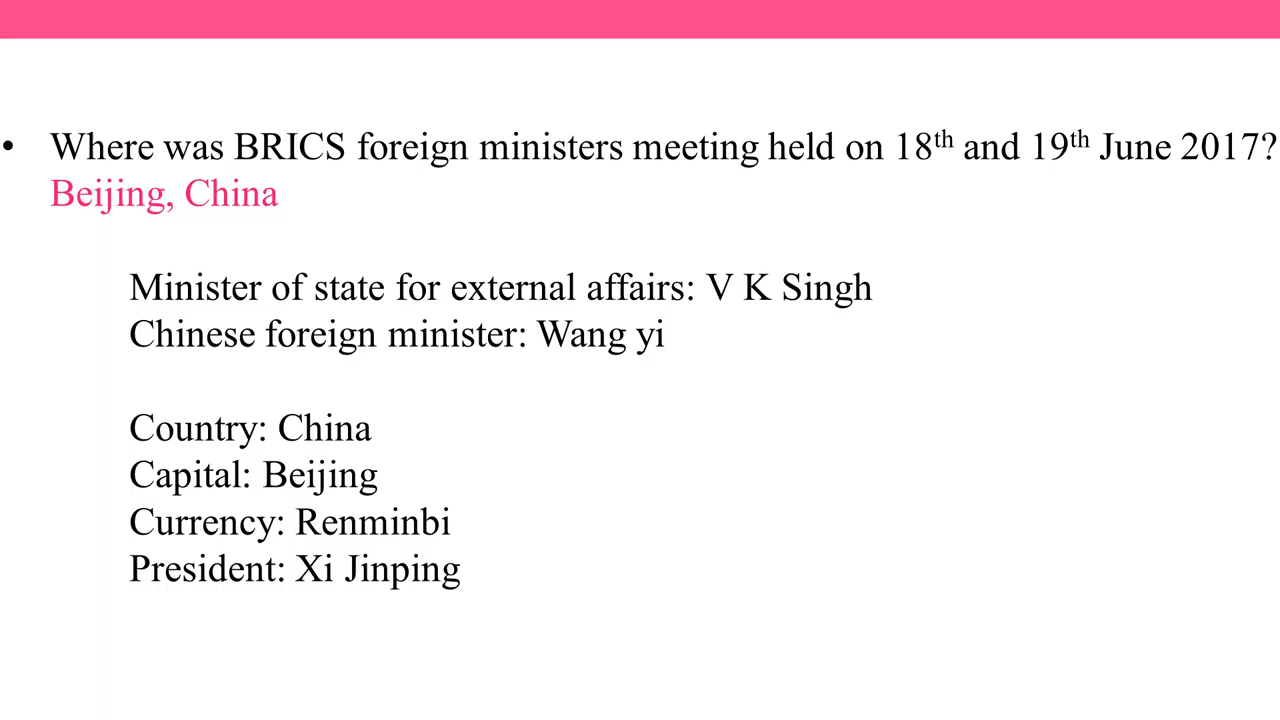 • Where was BRICS foreign ministers meeting held on 18th and 19th June 2017?
Beijing, China
Minister of state for external affairs: V K Singh
Chinese foreign minister: Wang yi
Country: China
Capital: Beijing
Currency: Renminbi
President: Xi Jinping